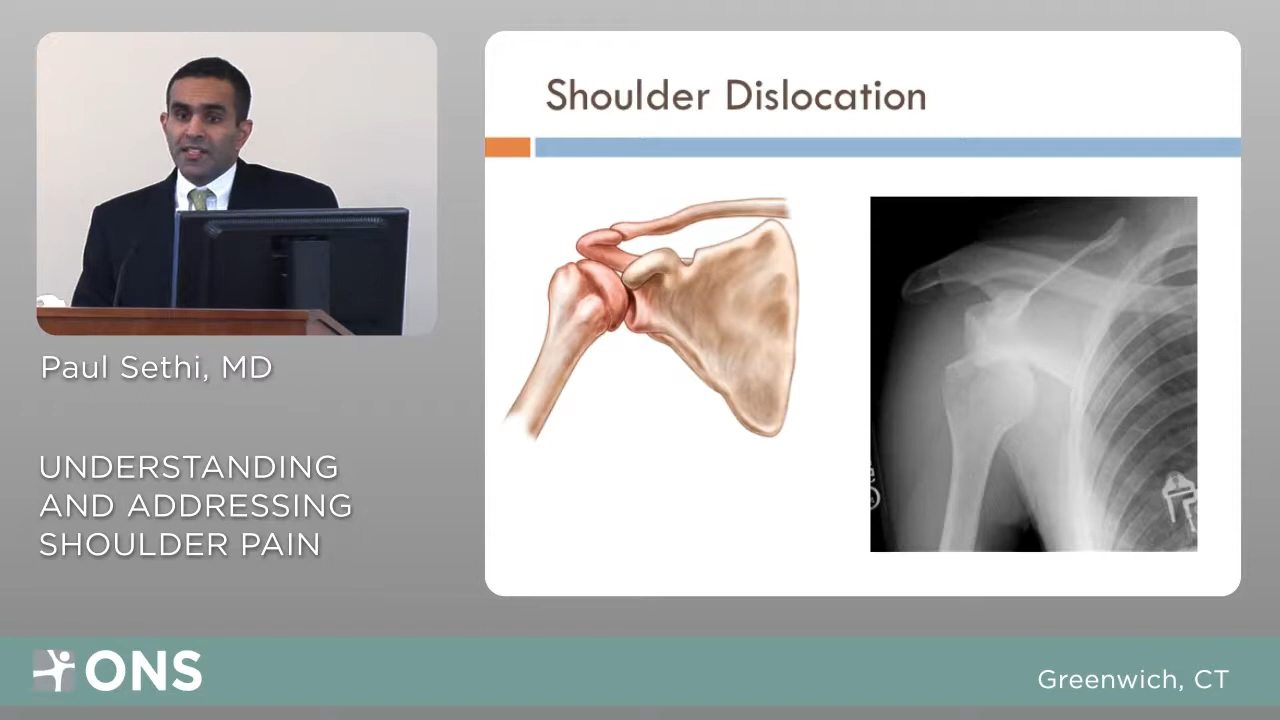 Shoulder Dislocation
Paul Sethi, MD
UNDERSTANDING
AND ADDRESSING
SHOULDER PAIN
ONS
Greenwich, CT